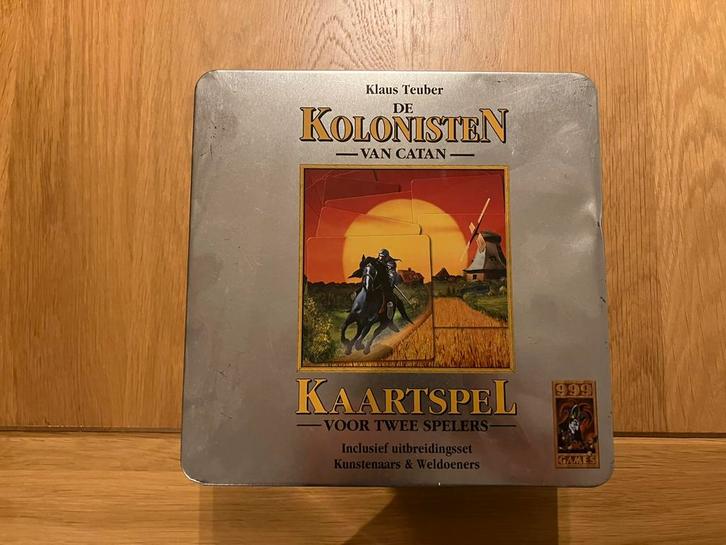 Klaus Teuber
DE
KOLONISTEN
VAN CATAN
KAARTSPEL
VOOR TWEE SPELERS
Inclusief uitbreidingsset
Kunstenaars & Weldoeners
999
GAMES